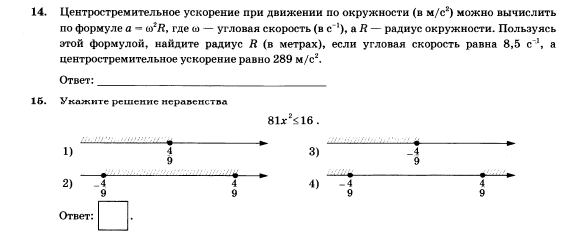 14. Центростремительное ускорение при движении по окружности (в м/с²) можно вычислить
по формуле a = ω²R, где ω — угловая скорость (в с⁻¹), а R — радиус окружности. Пользуясь
этой формулой, найдите радиус R (в метрах), если угловая скорость равна 8,5 с⁻¹, а
центростремительное ускорение равно 289 м/с².
Ответ:
15. Укажите решение неравенства
81x² ≤ 16 .
1) 4/9
3) −4/9
2) −4/9 4/9
4) −4/9 4/9
Ответ: .